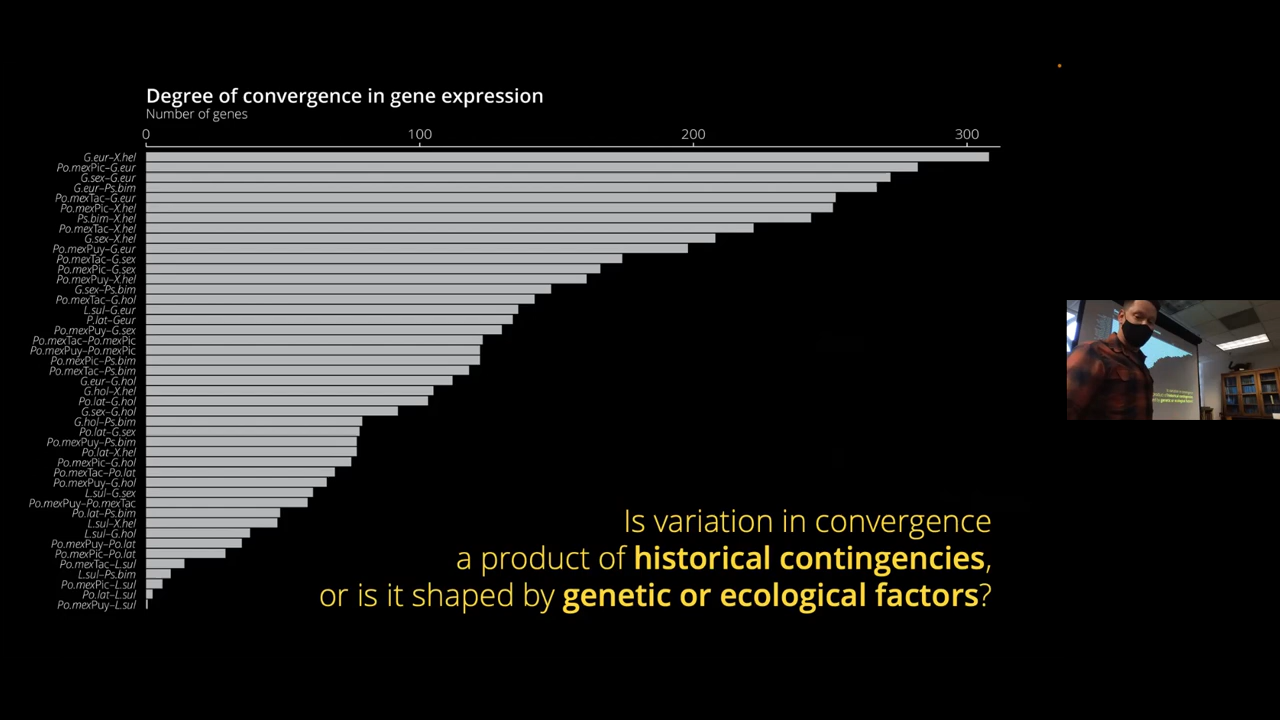 Degree of convergence in gene expression
Number of genes
0 100 200 300
G.eur–X.hel
Po.mexPic–G.eur
G.sex–G.eur
G.eur–Ps.bim
Po.mexTac–G.eur
Po.mexPic–X.hel
Ps.bim–X.hel
Po.mexTac–X.hel
G.sex–X.hel
Po.mexPuy–G.eur
Po.mexTac–G.sex
Po.mexPic–G.sex
Po.mexPuy–X.hel
G.sex–Ps.bim
Po.mexTac–G.hol
L.sul–G.eur
P.lat–Geur
Po.mexPuy–G.sex
Po.mexTac–Po.mexPic
Po.mexPuy–Po.mexPic
Po.mexPic–Ps.bim
Po.mexTac–Ps.bim
G.eur–G.hol
G.hol–X.hel
Po.lat–G.hol
G.sex–G.hol
G.hol–Ps.bim
Po.lat–G.sex
Po.mexPuy–Ps.bim
Po.lat–X.hel
Po.mexPic–G.hol
Po.mexTac–Po.lat
Po.mexPuy–G.hol
L.sul–G.sex
Po.mexPuy–Po.mexTac
Po.lat–Ps.bim
L.sul–X.hel
L.sul–G.hol
Po.mexPuy–Po.lat
Po.mexPic–Po.lat
Po.mexTac–L.sul
L.sul–Ps.bim
Po.mexPic–L.sul
Po.lat–L.sul
Po.mexPuy–L.sul
Is variation in convergence
a product of historical contingencies,
or is it shaped by genetic or ecological factors?